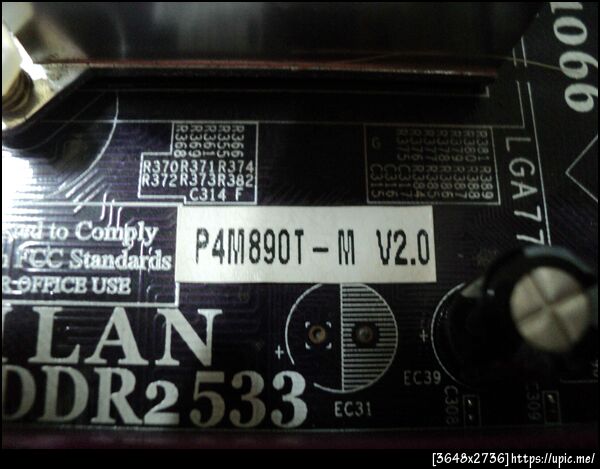 1066
LGA77
R370R371R374
R372R373R382
C314 F
G
P4M890T-M V2.0
to Comply
FCC Standards
OFFICE USE
LAN
DDR2 533
EC31
EC39
C308
C309
[3648x2736]https://upic.me/